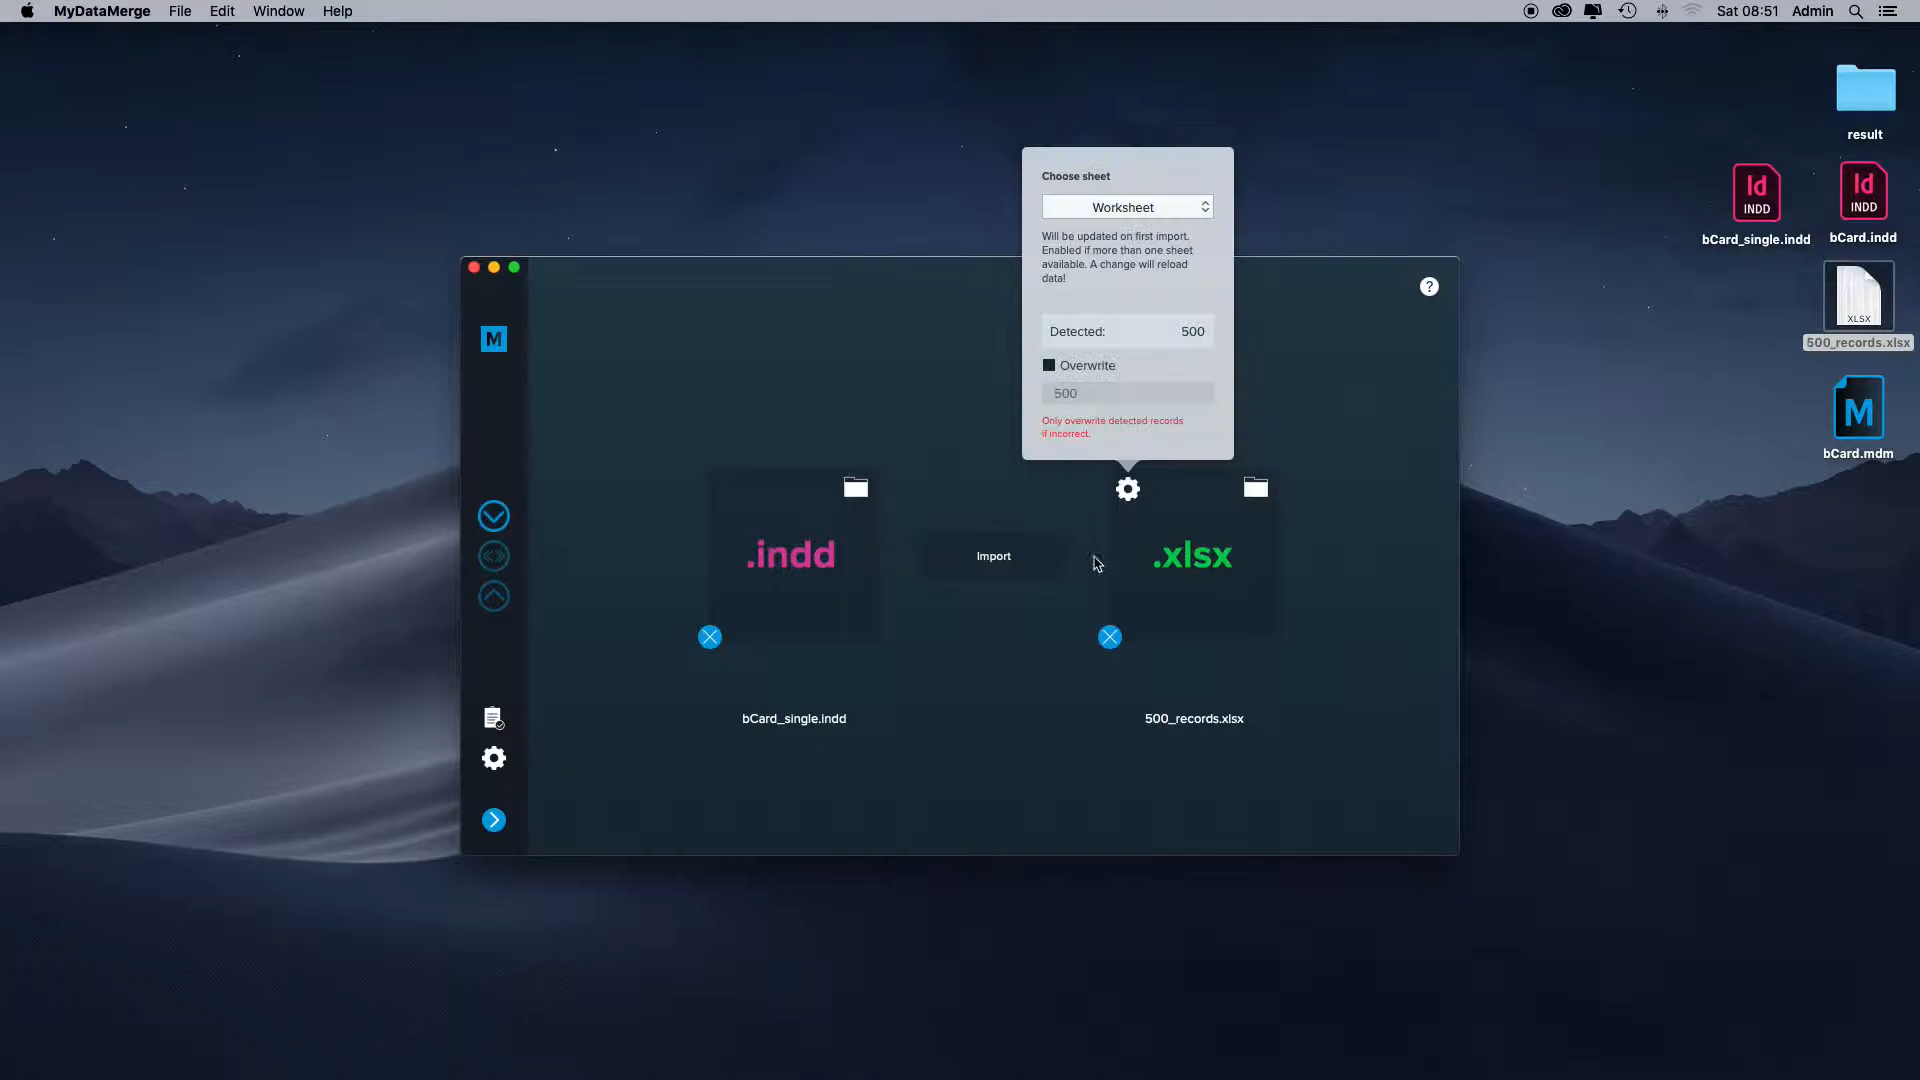 MyDataMerge File Edit Window Help
Sat 08:51 Admin
result
Id
INDD
Id
INDD
bCard_single.indd
bCard.indd
XLSX
500_records.xlsx
M
bCard.mdm
Choose sheet
Worksheet
Will be updated on first import.
Enabled if more than one sheet
available. A change will reload
data!
Detected: 500
Overwrite
500
Only overwrite detected records
if incorrect.
?
M
.indd
Import
.xlsx
bCard_single.indd
500_records.xlsx